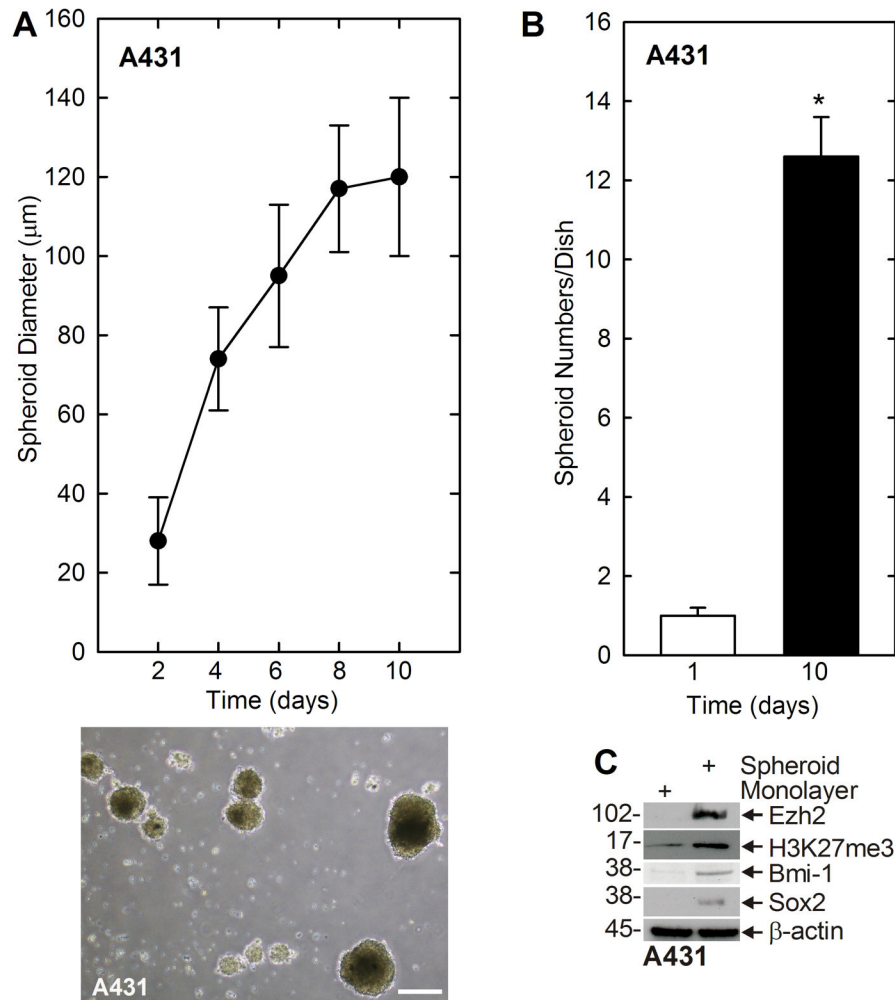 A
160
A431
140
120
100
80
60
40
20
0
Spheroid Diameter (μm)
2 4 6 8 10
Time (days)
A431
B
16
A431
14
*
12
10
8
6
4
2
0
Spheroid Numbers/Dish
1 10
Time (days)
C
+ Spheroid
+ Monolayer
102- Ezh2
17- H3K27me3
38- Bmi-1
38- Sox2
45- β-actin
A431